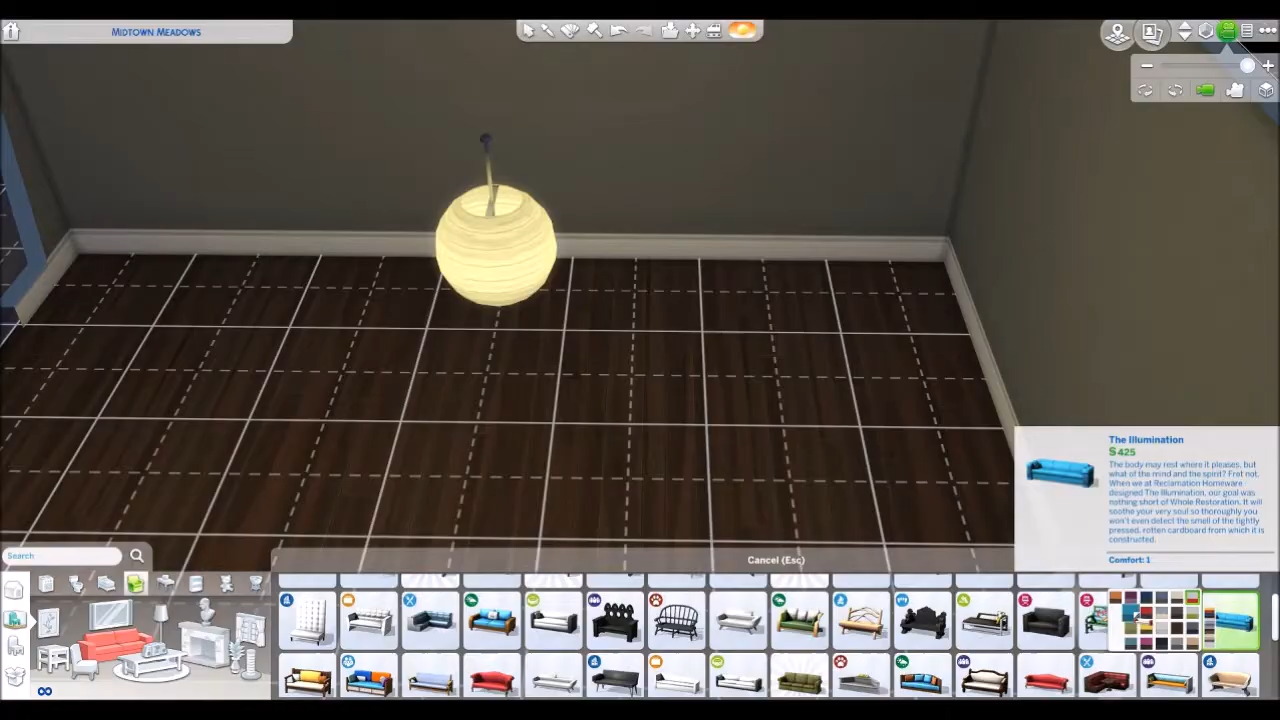 MIDTOWN MEADOWS
The Illumination
§425
The body may rest where it pleases, but
what of the mind and the spirit? Fret not.
When we at Reclamation Homeware
designed The Illumination, our goal was
nothing short of Whole Restoration. It will
soothe your very soul so thoroughly you
won't even detect the smell of the tightly
pressed, rotten cardboard from which it is
constructed.
Comfort: 1
Search
Cancel (Esc)